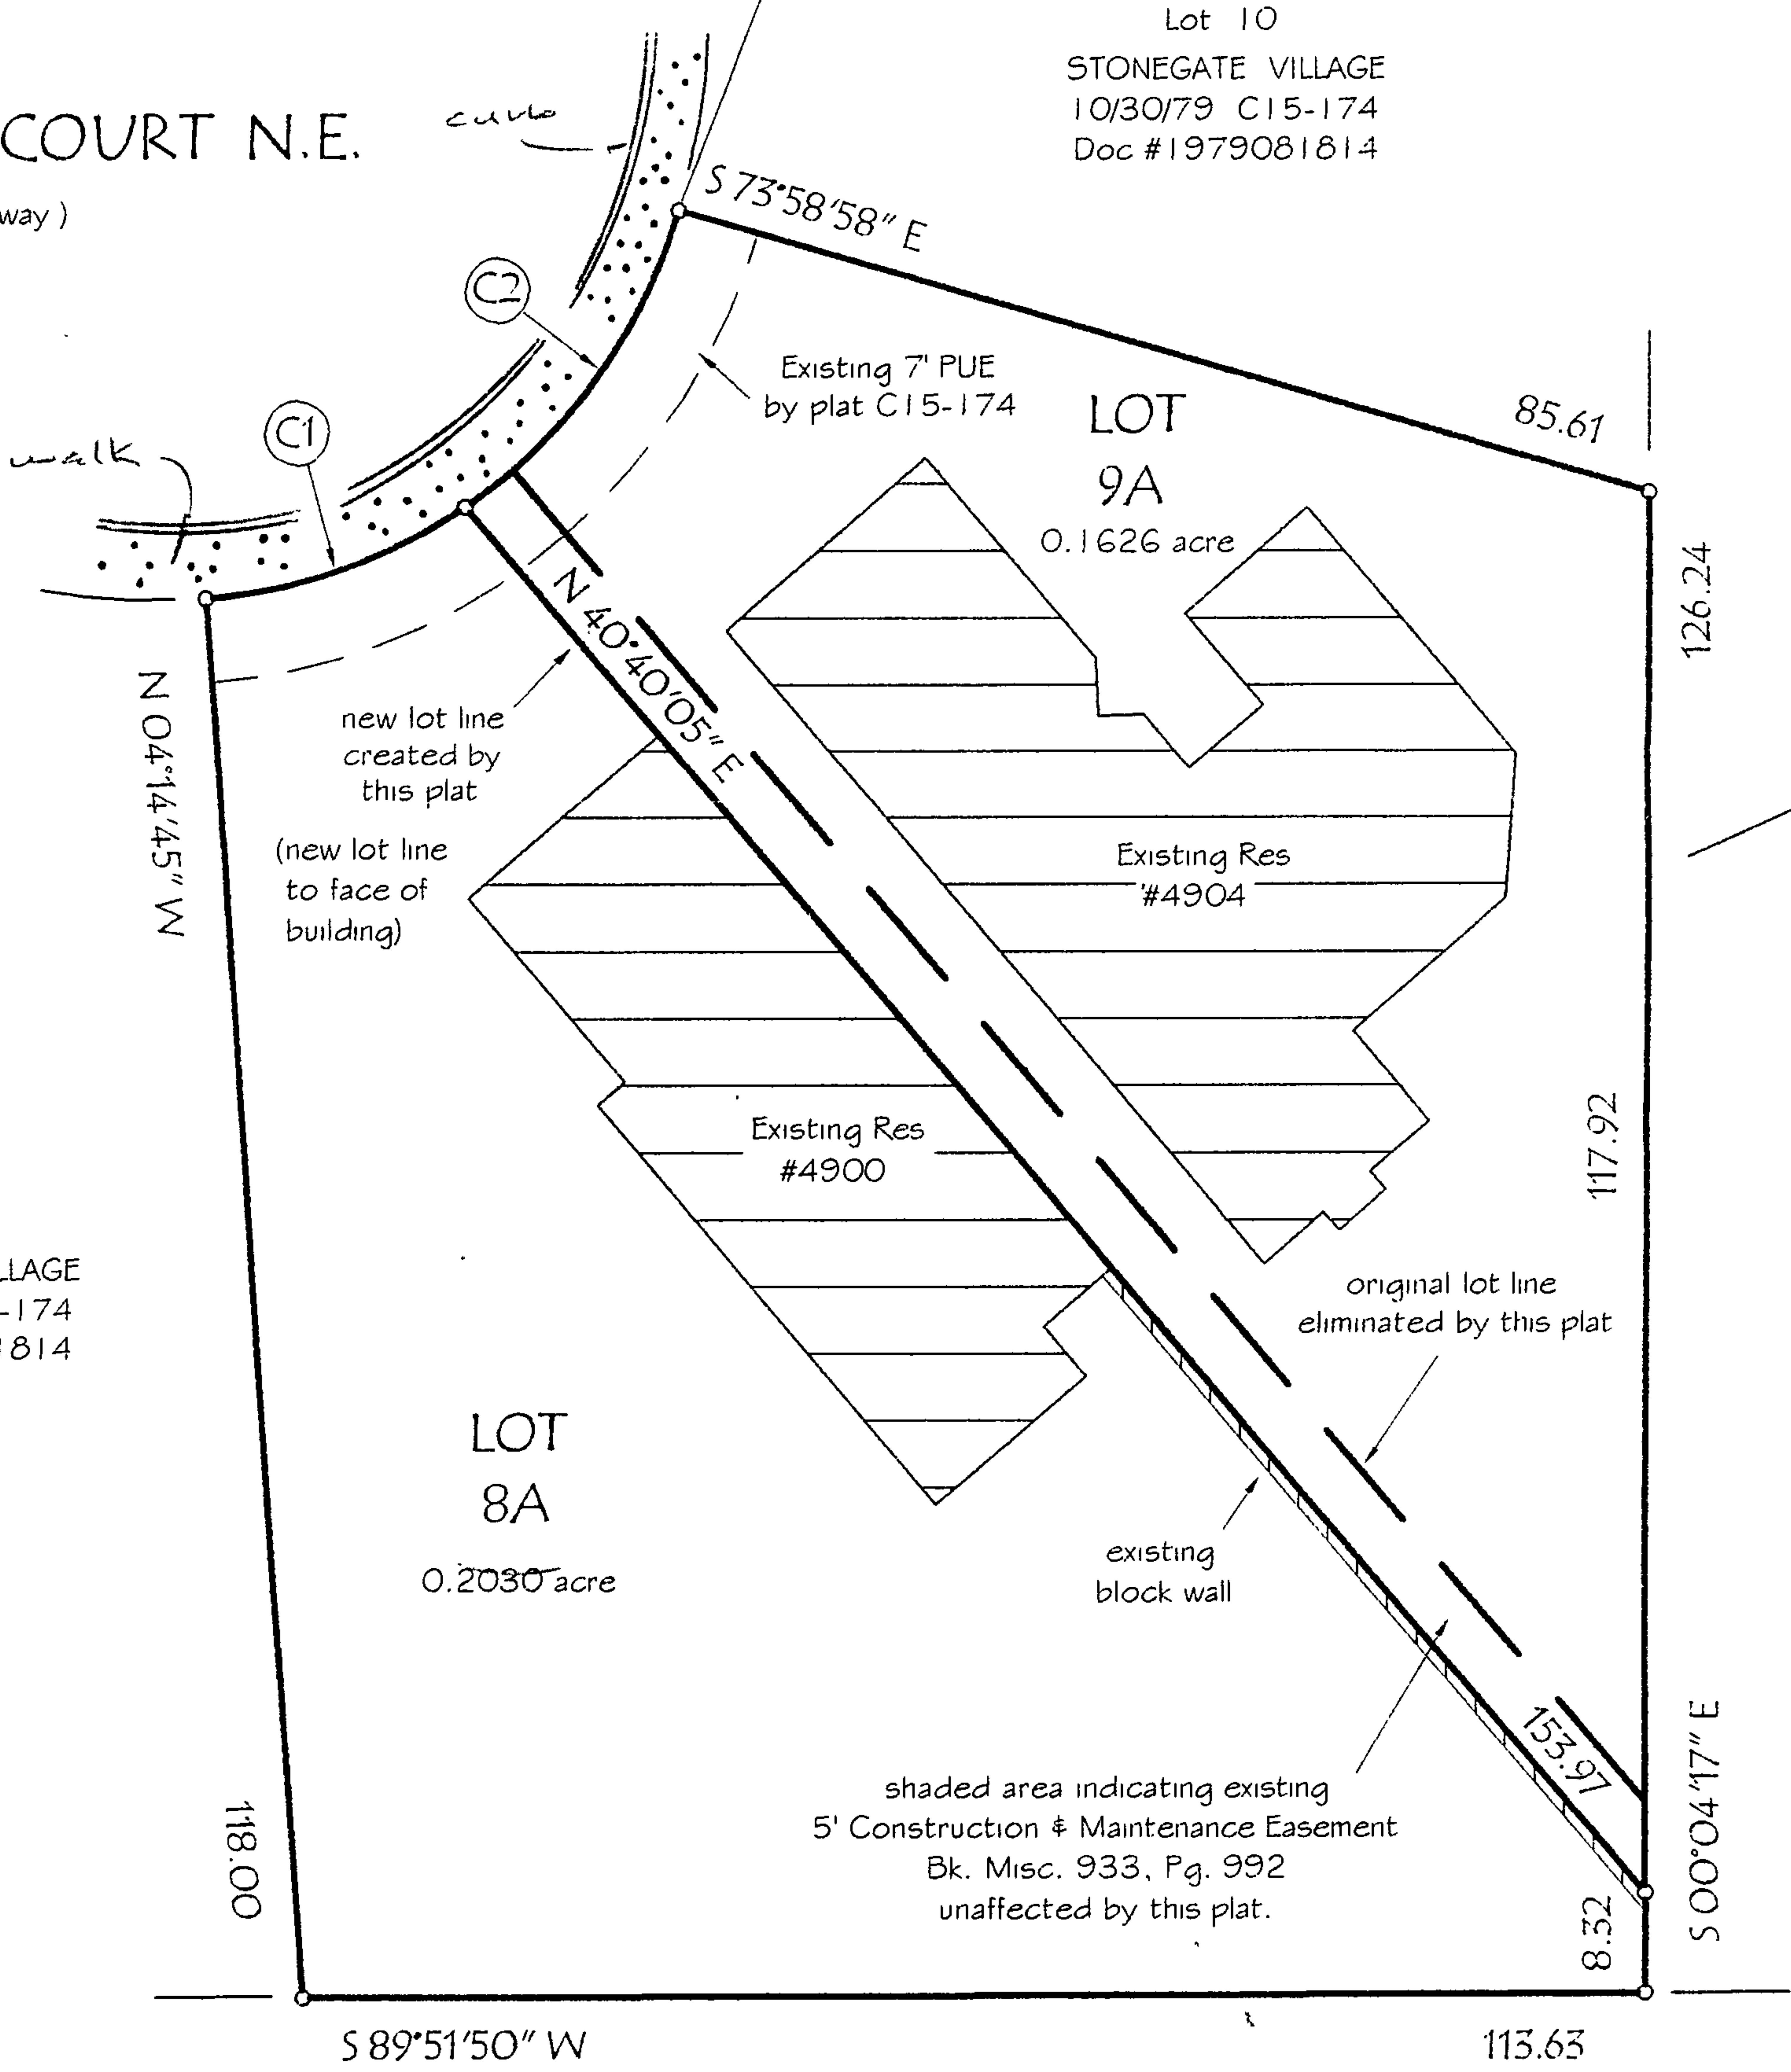 Lot 10
STONEGATE VILLAGE
10/30/79 C15-174
Doc #1979081814
COURT N.E.
way )
curb
S 73°58'58" E
C2
Existing 7' PUE
by plat C15-174
LOT
9A
0.1626 acre
85.61
C1
walk
126.24
N 40°40'05" E
N 04°14'45" W
new lot line
created by
this plat
(new lot line
to face of
building)
Existing Res
#4904
117.92
Existing Res
#4900
LLAGE
-174
1814
original lot line
eliminated by this plat
LOT
8A
0.2030 acre
existing
block wall
153.97
shaded area indicating existing
5' Construction & Maintenance Easement
Bk. Misc. 933, Pg. 992
unaffected by this plat.
118.00
8.32
S 00°04'17" E
S 89°51'50" W
113.63